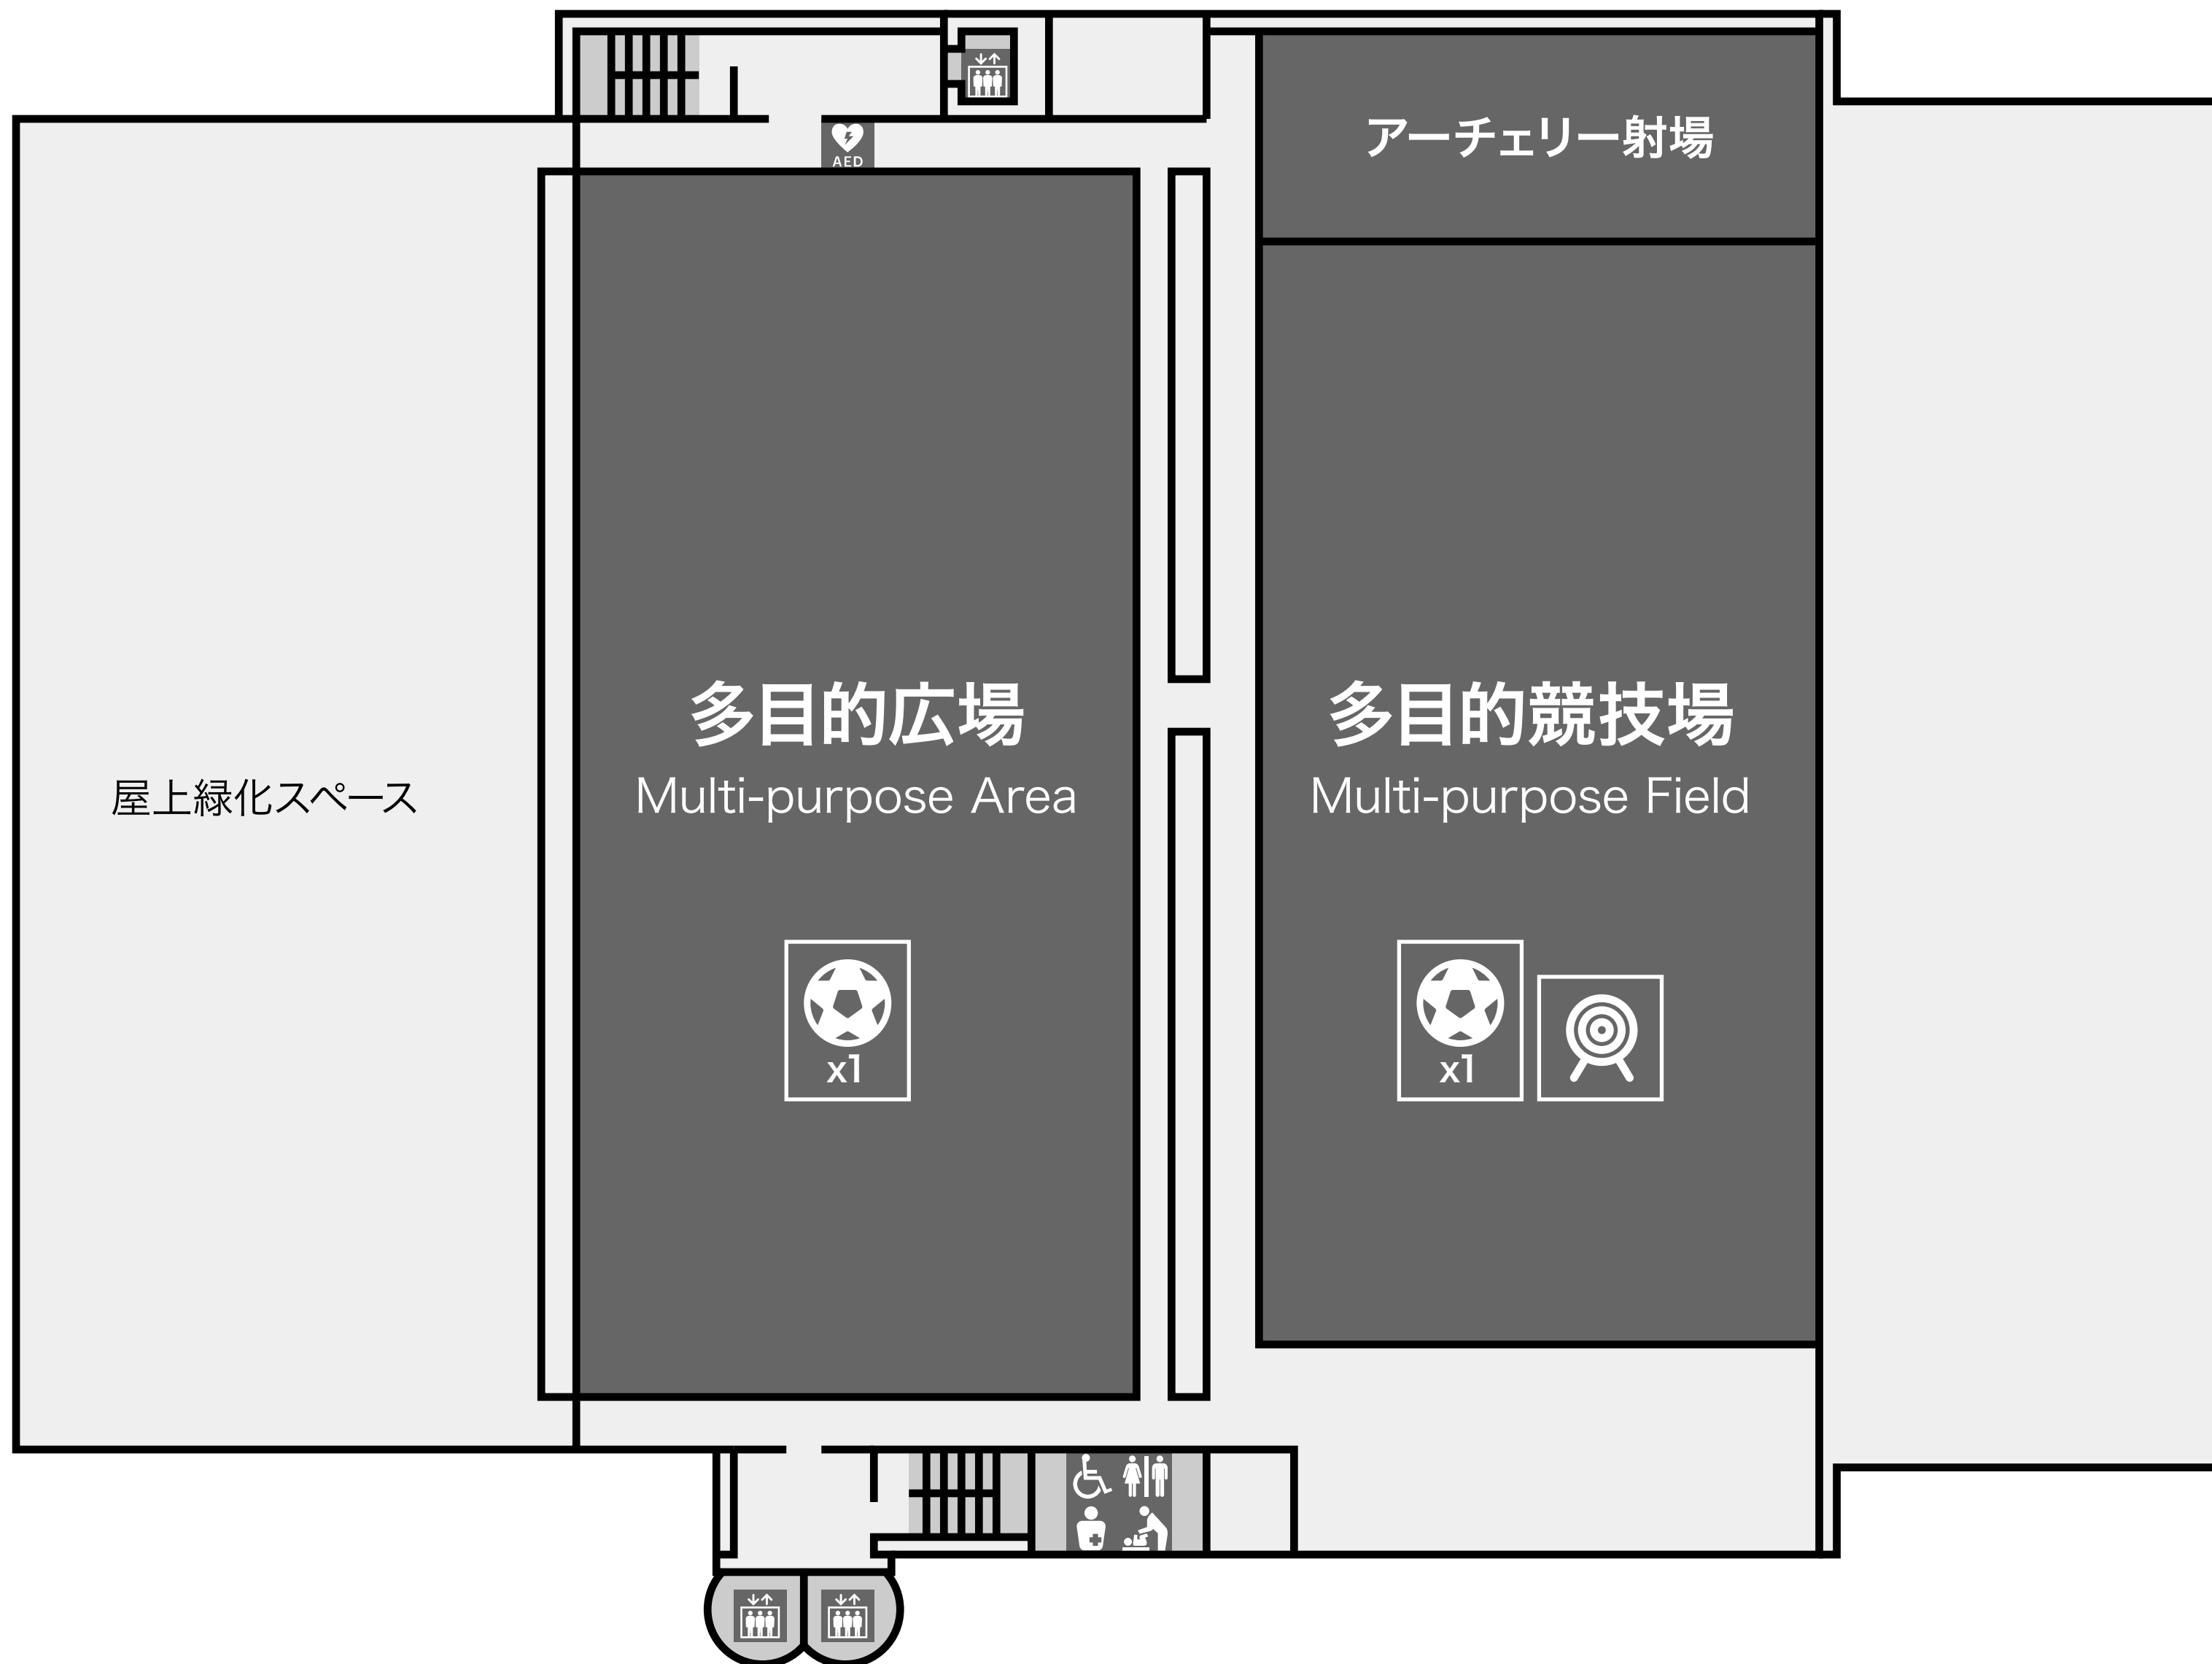 アーチェリー射場
AED
多目的広場
Multi-purpose Area
多目的競技場
Multi-purpose Field
屋上緑化スペース
x1
x1